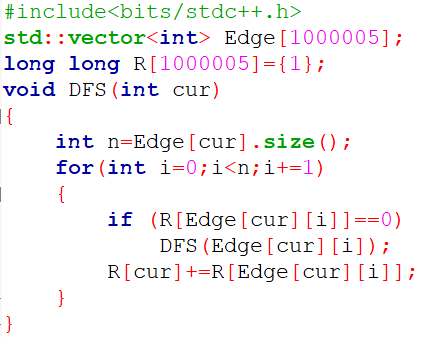 #include<bits/stdc++.h>
std::vector<int> Edge[1000005];
long long R[1000005]={1};
void DFS(int cur)
{
    int n=Edge[cur].size();
    for(int i=0;i<n;i+=1)
    {
        if (R[Edge[cur][i]]==0)
            DFS(Edge[cur][i]);
        R[cur]+=R[Edge[cur][i]];
    }
}